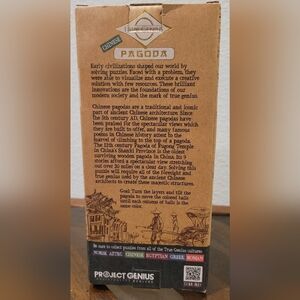 CHINESE
PAGODA
Early civilizations shaped our world by
solving puzzles. Faced with a problem, they
were able to visualize and execute a creative
solution with few resources. These brilliant
innovations are the foundations of our
modern society and the mark of true genius.
Chinese pagodas are a traditional and iconic
part of ancient Chinese architecture. Since
the 5th century AD, Chinese pagodas have
been praised for the spectacular views which
they are built to offer, and many famous
poems in Chinese history attest to the
marvel of climbing to the top of a pagoda.
The 11th century Pagoda of Fogong Temple
in China's Shanxi Province is the oldest
surviving wooden pagoda in China. Its 9
stories afford a spectacular view stretching
out over 20 miles on a clear day. Solving this
puzzle will require all of the foresight and
true genius used by the ancient Chinese
architects to create these majestic structures.
Goal: Turn the layers and tilt the
pagoda to move the colored balls
until each column of balls is the
same color.
Be sure to collect puzzles from all of the True Genius cultures
NORSE AZTEC CHINESE EGYPTIAN GREEK ROMAN
PROJECT GENIUS